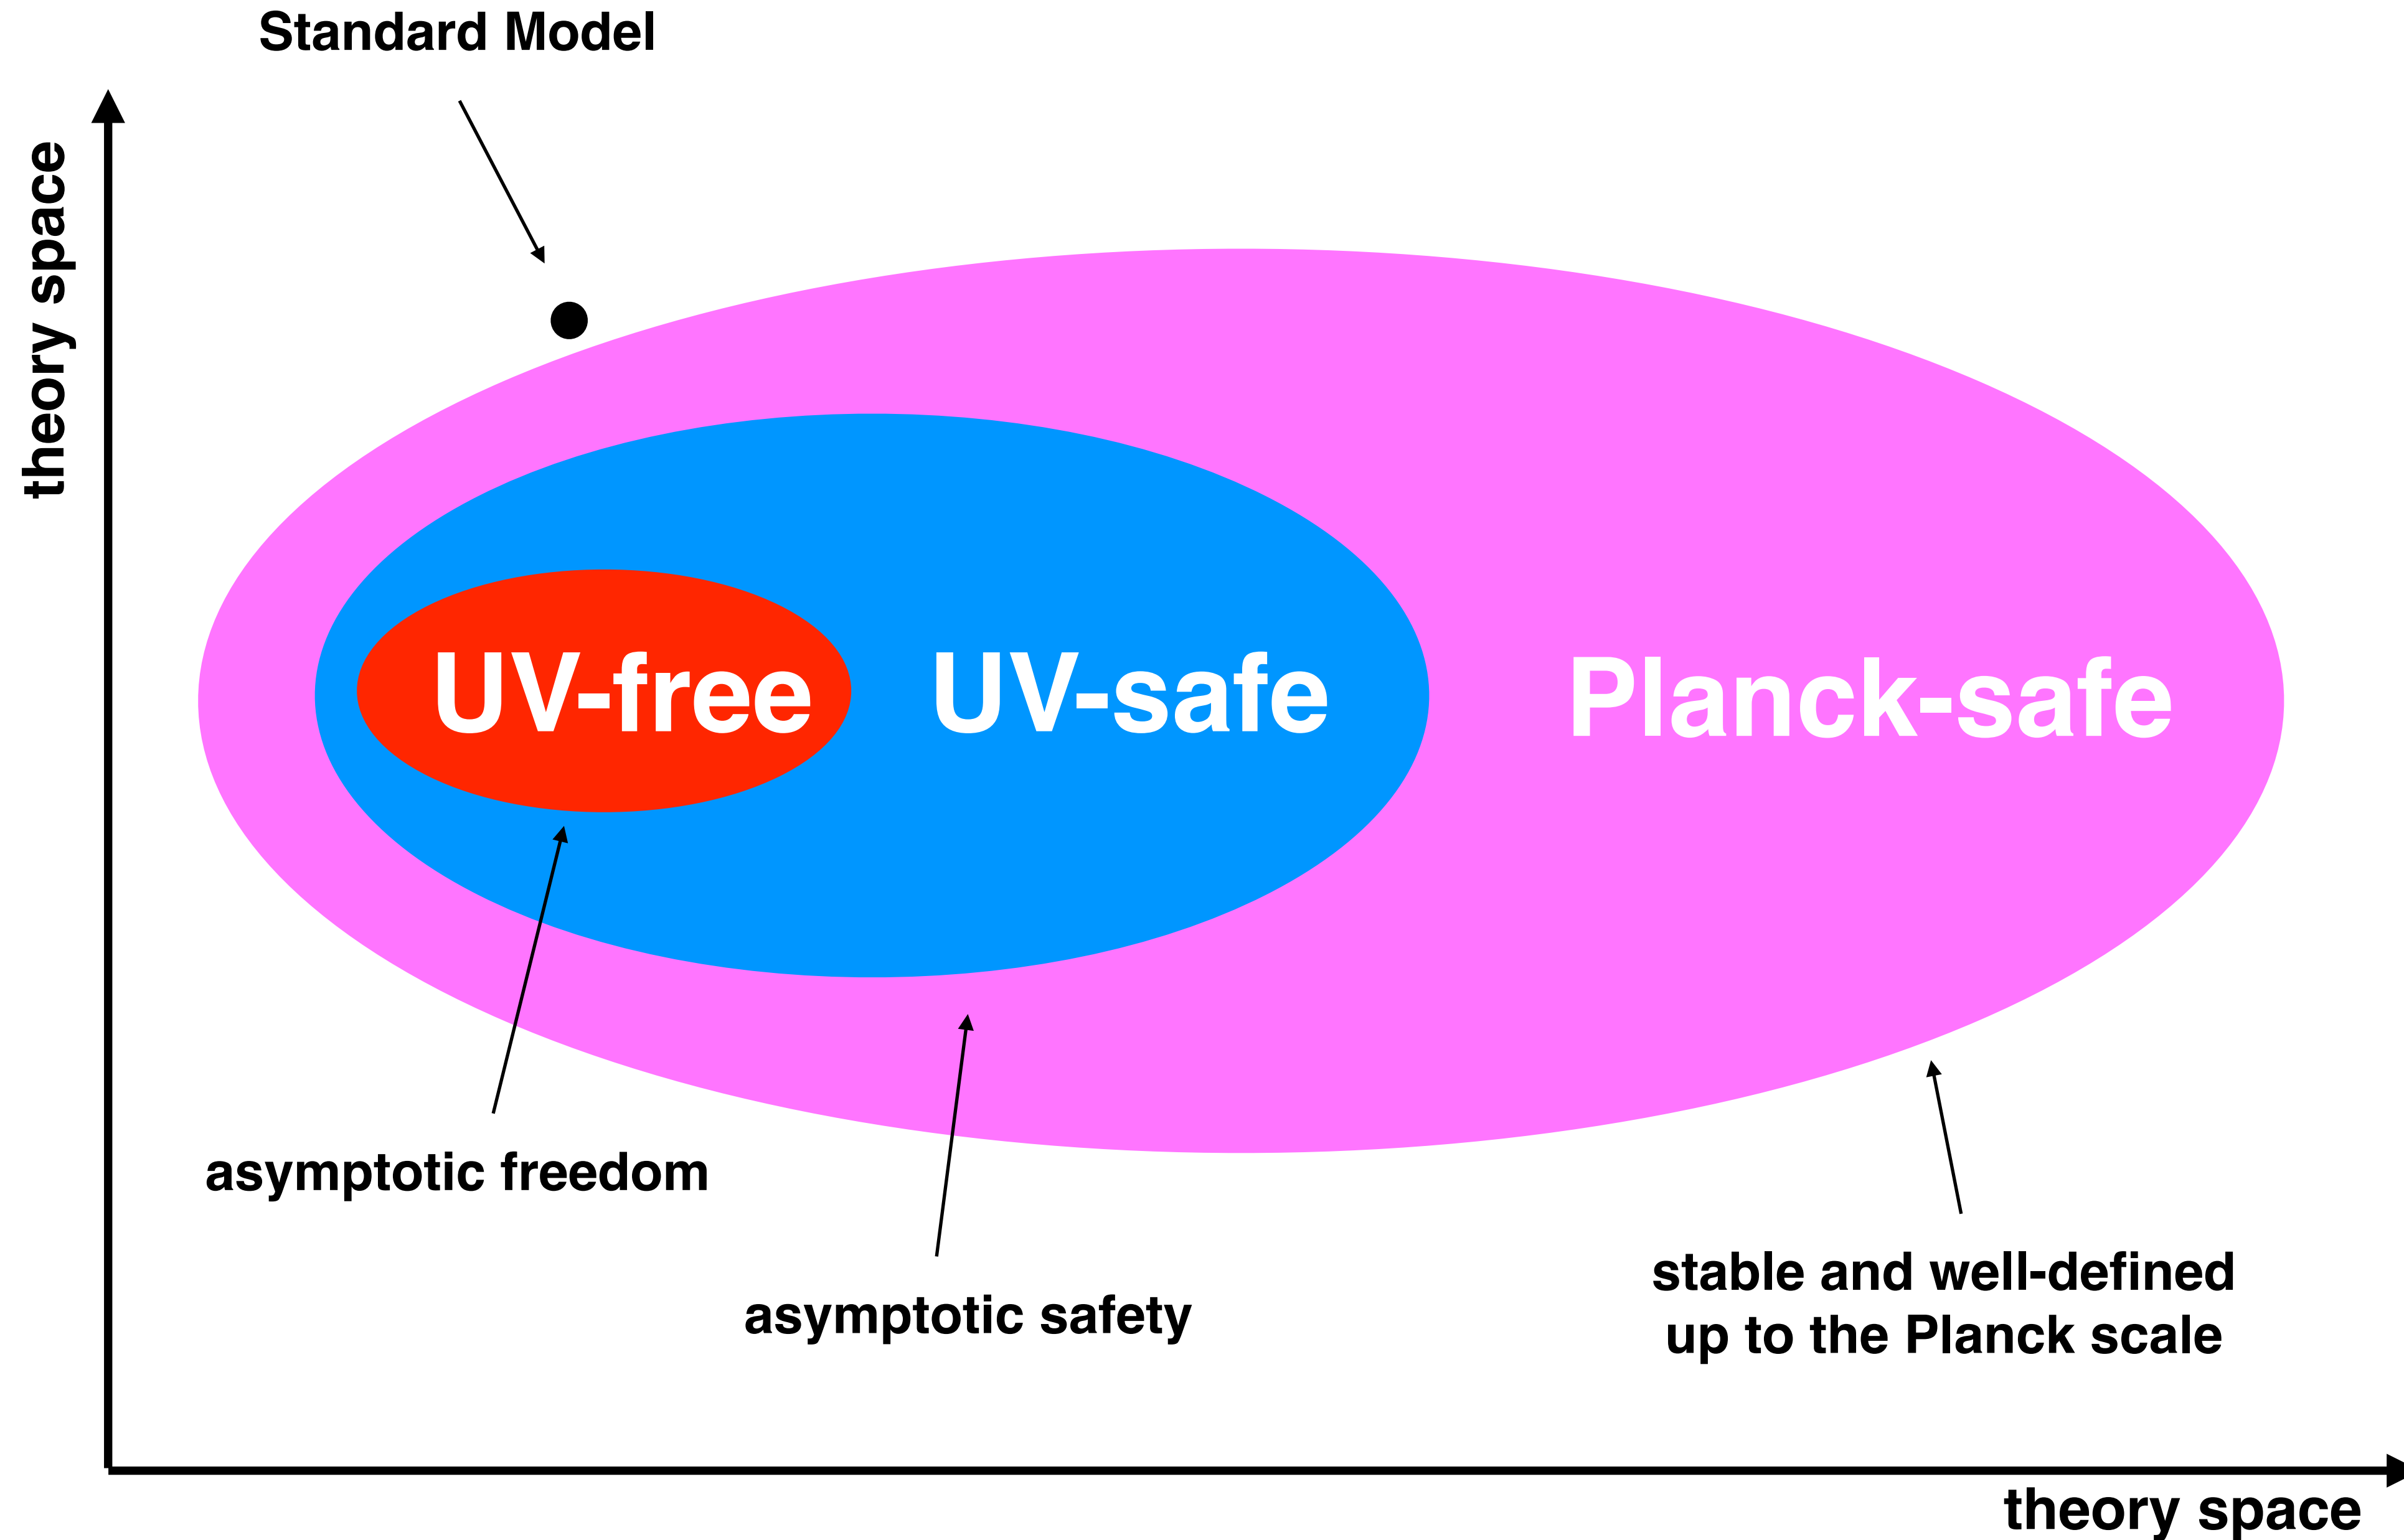 Standard Model
theory space
UV-free
UV-safe
Planck-safe
asymptotic freedom
asymptotic safety
stable and well-defined
up to the Planck scale
theory space